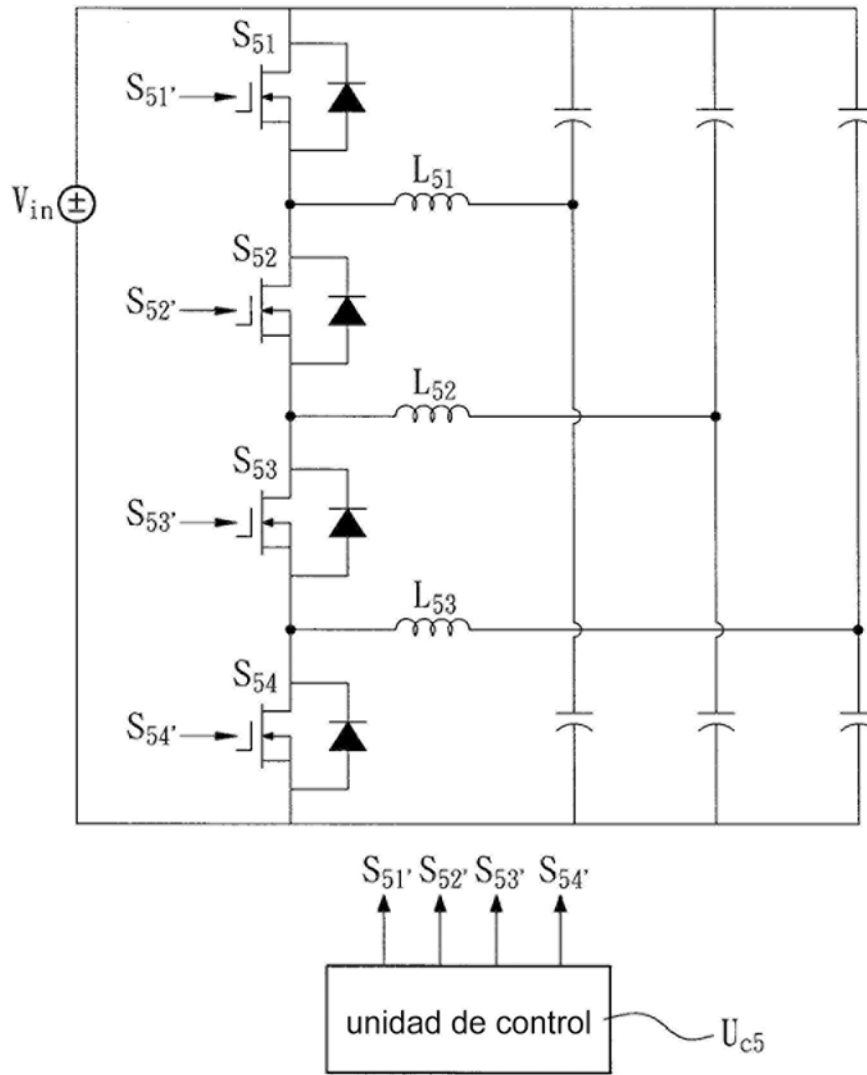 S51
S51'
L51
Vin
S52
S52'
L52
S53
S53'
L53
S54
S54'
S51' S52' S53' S54'
unidad de control
Uc5